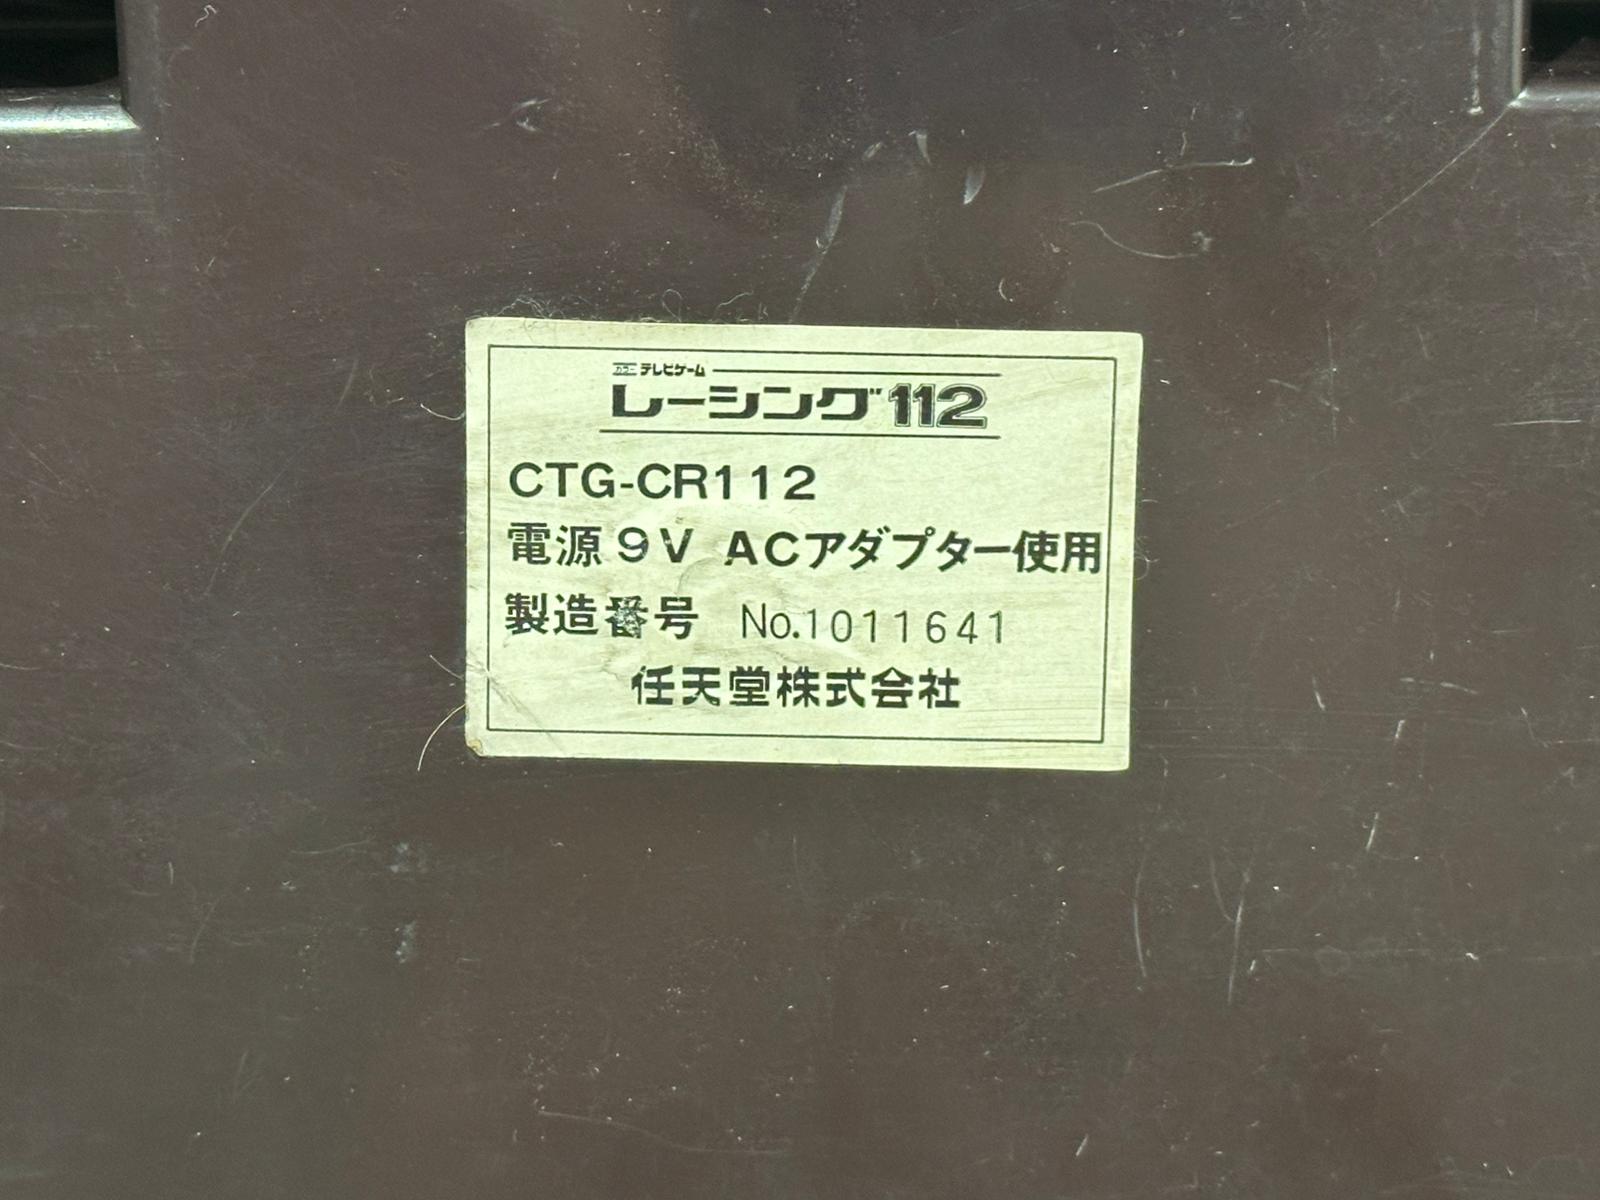 カラーテレビゲーム
レーシング112
CTG-CR112
電源9V ACアダプター使用
製造番号 No.1011641
任天堂株式会社